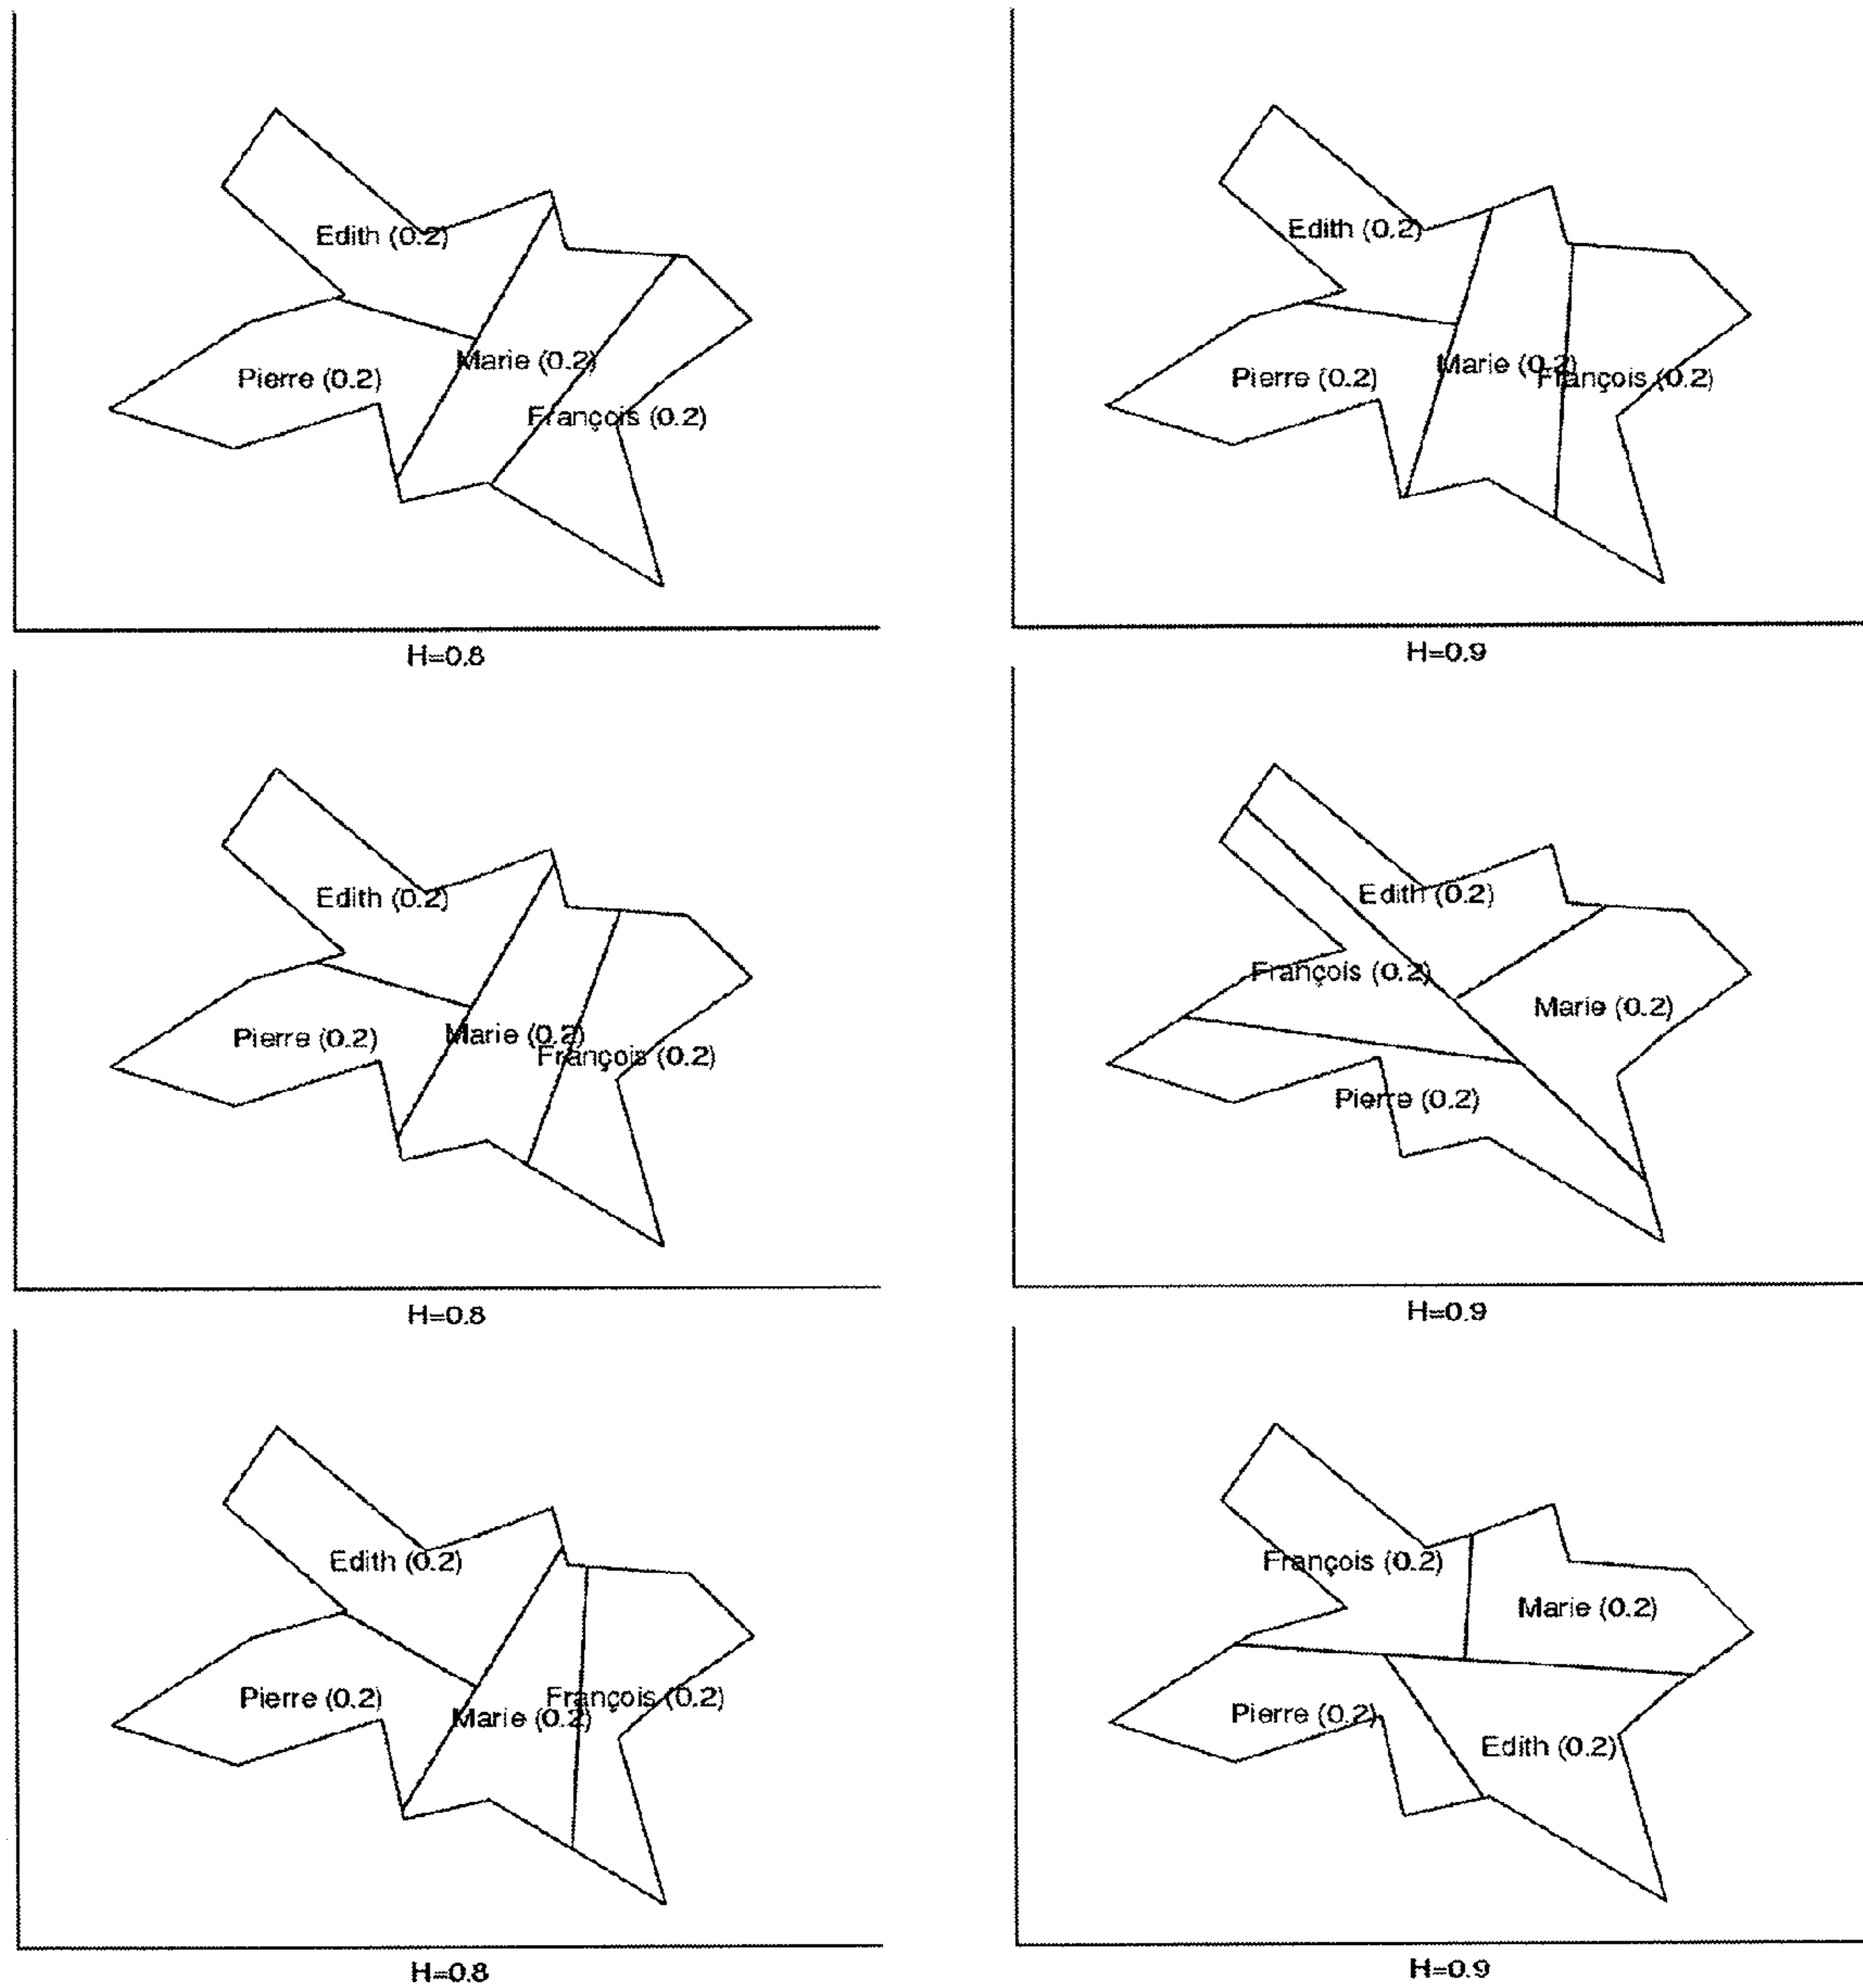 Edith (0.2)
Marie (0.2)
Pierre (0.2)
François (0.2)
H=0.8
Edith (0.2)
Marie (0.2)
Pierre (0.2)
François (0.2)
H=0.9
Edith (0.2)
Marie (0.2)
Pierre (0.2)
François (0.2)
H=0.8
Edith (0.2)
François (0.2)
Marie (0.2)
Pierre (0.2)
H=0.9
Edith (0.2)
Pierre (0.2)
François (0.2)
Marie (0.2)
H=0.8
François (0.2)
Marie (0.2)
Pierre (0.2)
Edith (0.2)
H=0.9